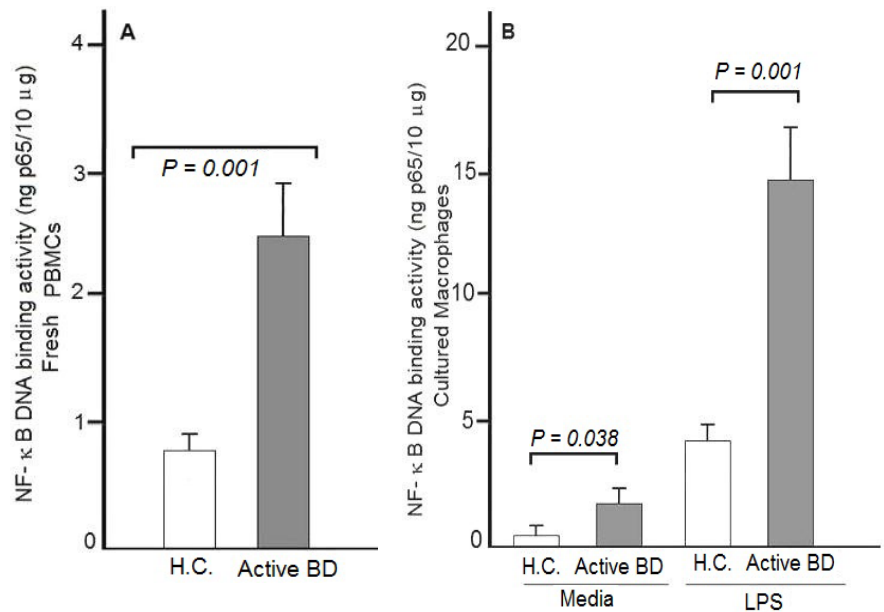 A
NF- κ B DNA binding activity (ng p65/10 μg)
Fresh PBMCs
4
3
2
1
0
P = 0.001
H.C. Active BD
B
NF- κ B DNA binding activity (ng p65/10 μg)
Cultured Macrophages
20
15
10
5
0
P = 0.001
P = 0.038
H.C. Active BD H.C. Active BD
Media LPS